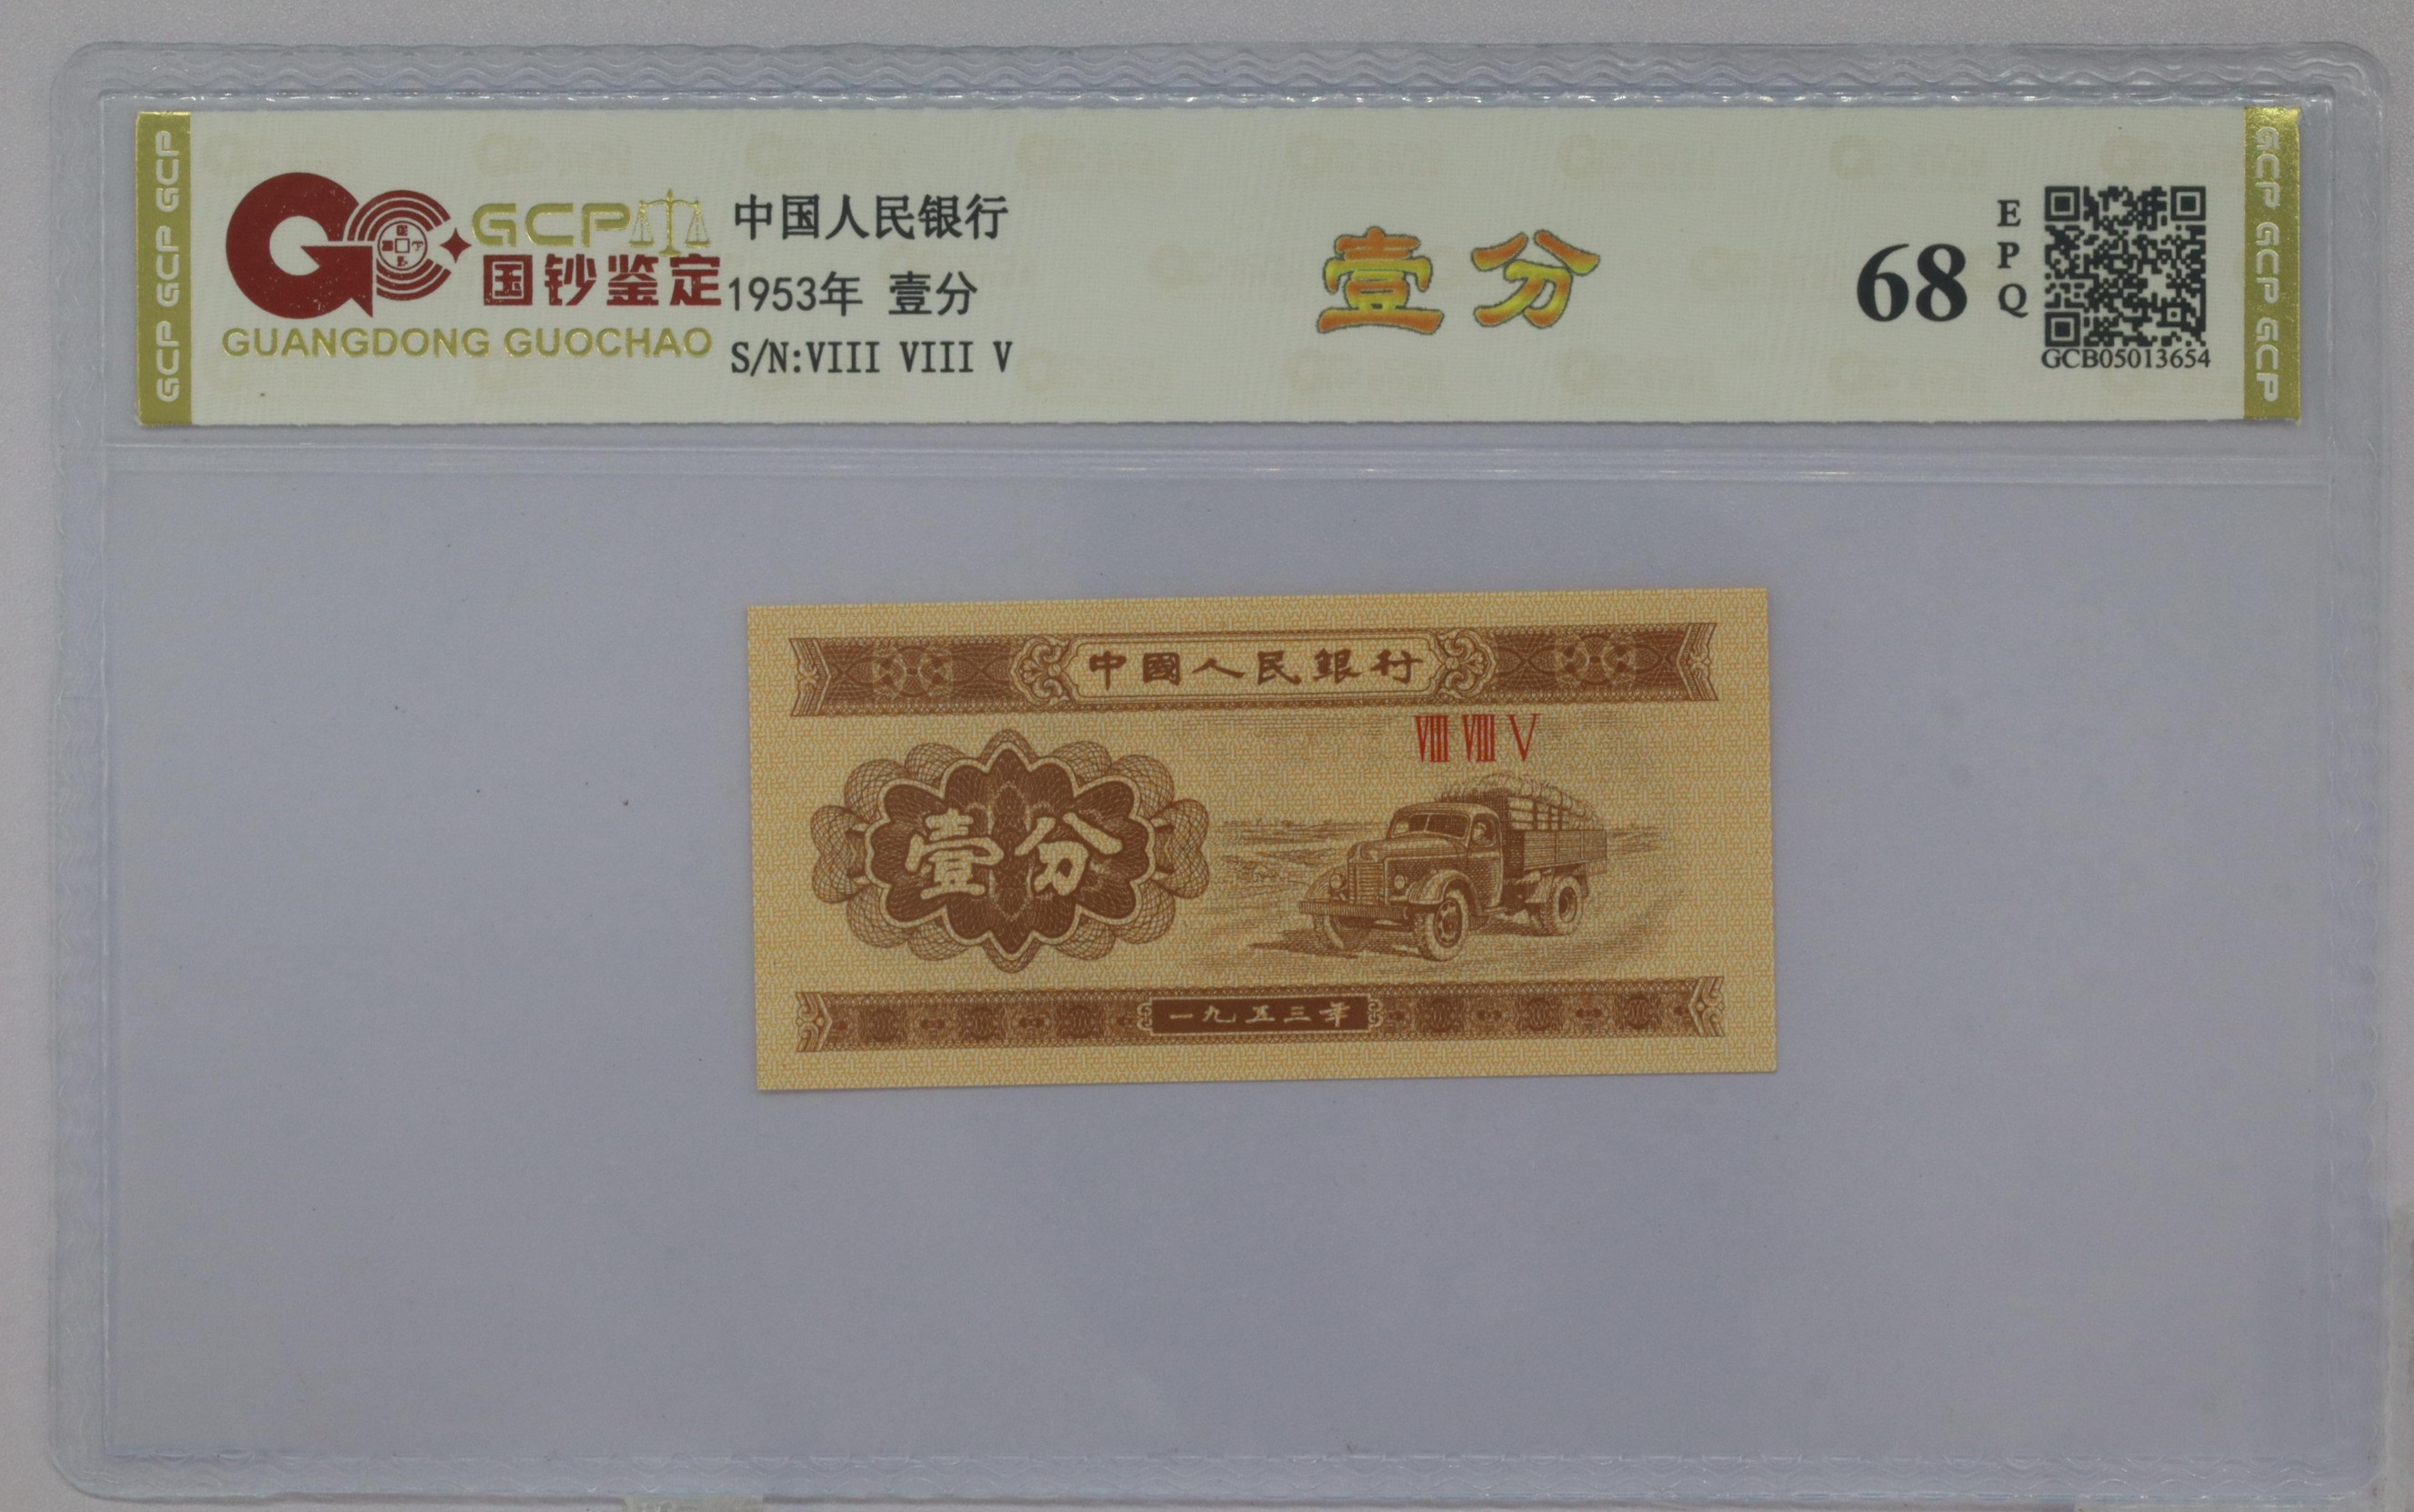 GCP GCP GCP
GCP
国钞鉴定
GUANGDONG GUOCHAO
中国人民银行
1953年 壹分
S/N:VIII VIII V
壹分
68
EPQ
GCB05013654
GCP GCP GCP
中國人民銀行
VIII VIII V
壹分
一九五三年